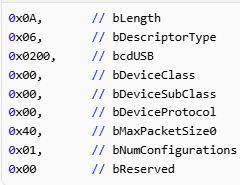 0x0A, // bLength
0x06, // bDescriptorType
0x0200, // bcdUSB
0x00, // bDeviceClass
0x00, // bDeviceSubClass
0x00, // bDeviceProtocol
0x40, // bMaxPacketSize0
0x01, // bNumConfigurations
0x00 // bReserved